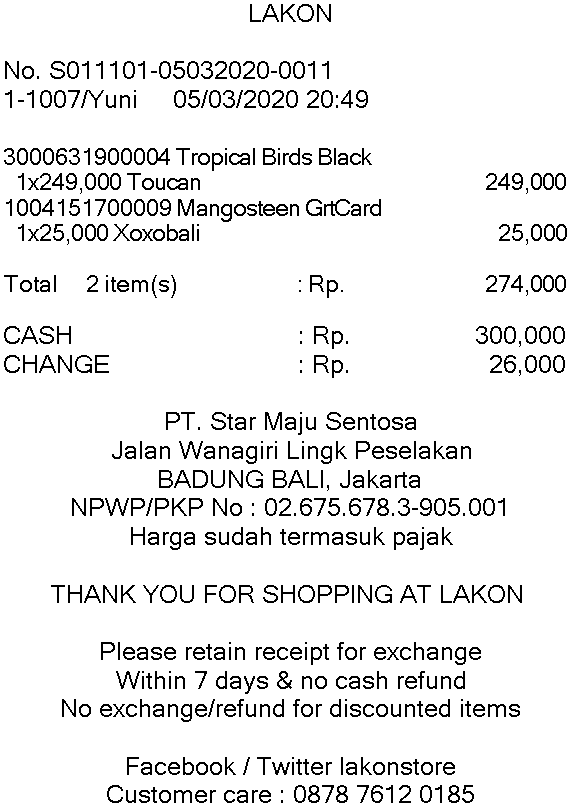 LAKON
No. S011101-05032020-0011
1-1007/Yuni 05/03/2020 20:49
3000631900004 Tropical Birds Black
1x249,000 Toucan 249,000
1004151700009 Mangosteen GrtCard
1x25,000 Xoxobali 25,000
Total 2 item(s) : Rp. 274,000
CASH : Rp. 300,000
CHANGE : Rp. 26,000
PT. Star Maju Sentosa
Jalan Wanagiri Lingk Peselakan
BADUNG BALI, Jakarta
NPWP/PKP No : 02.675.678.3-905.001
Harga sudah termasuk pajak
THANK YOU FOR SHOPPING AT LAKON
Please retain receipt for exchange
Within 7 days & no cash refund
No exchange/refund for discounted items
Facebook / Twitter lakonstore
Customer care : 0878 7612 0185